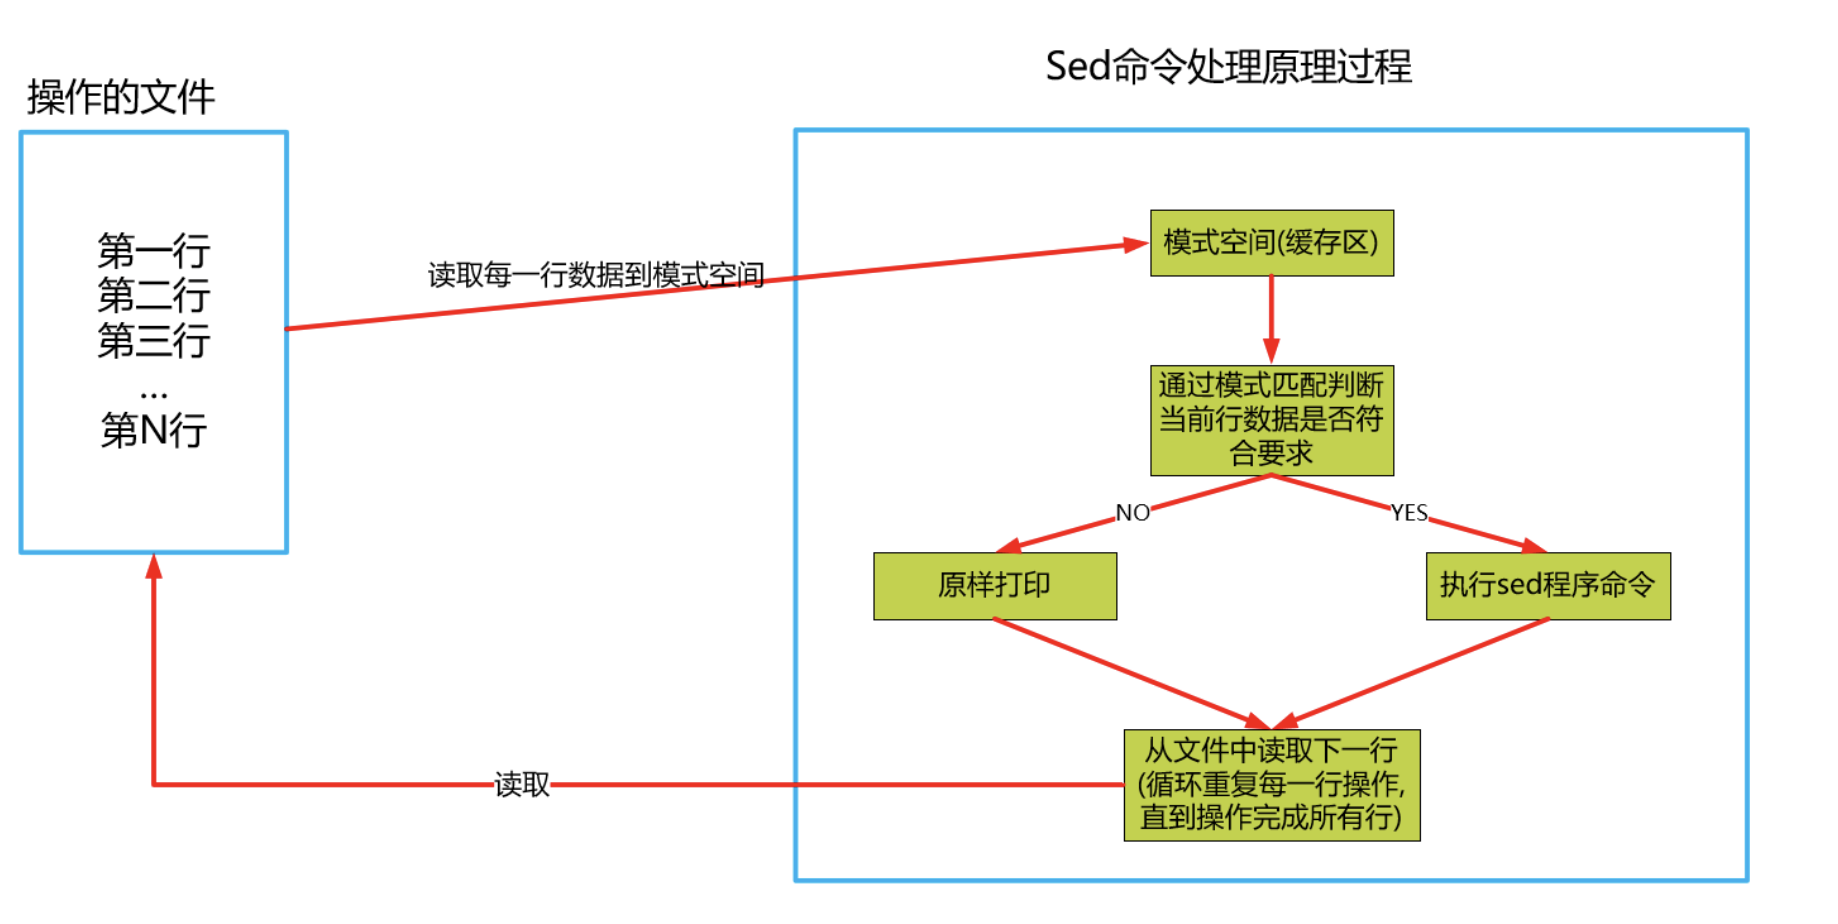 Sed命令处理原理过程
操作的文件
第一行
第二行
第三行
...
第N行
读取每一行数据到模式空间
模式空间(缓存区)
通过模式匹配判断
当前行数据是否符
合要求
NO
YES
原样打印
执行sed程序命令
从文件中读取下一行
(循环重复每一行操作,
直到操作完成所有行)
读取